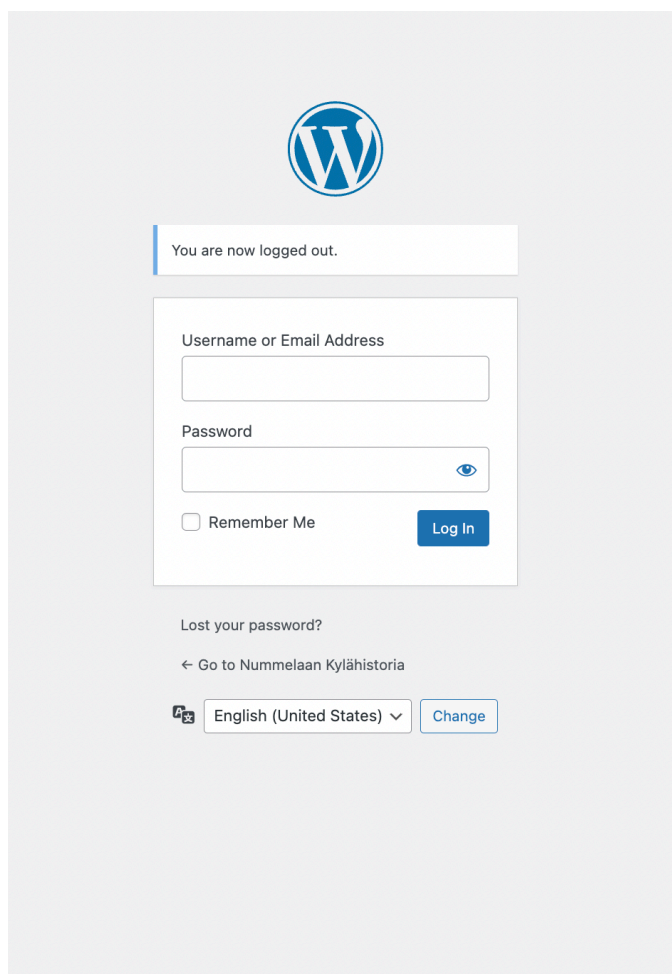 You are now logged out.
Username or Email Address
Password
Remember Me
Log In
Lost your password?
← Go to Nummelaan Kylähistoria
English (United States)
Change